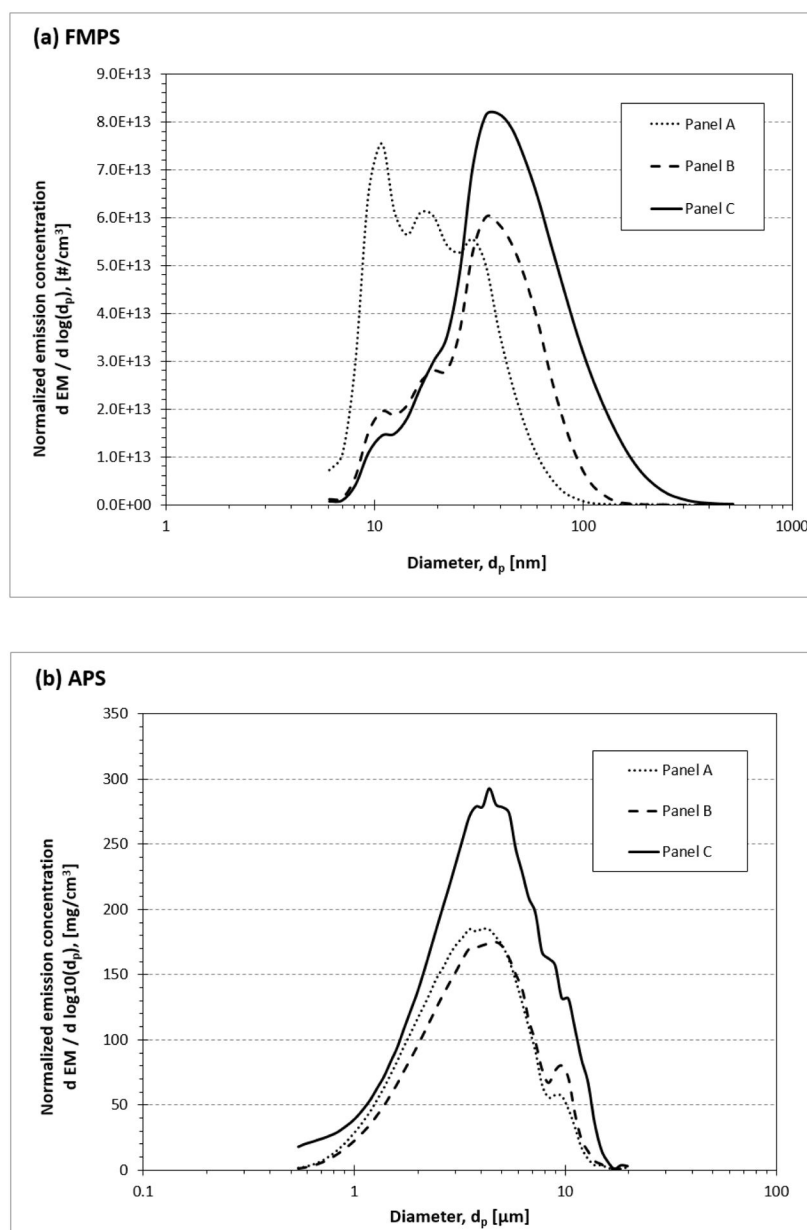 (a) FMPS
Normalized emission concentration
d EM / d log(dp), [#/cm³]
9.0E+13
8.0E+13
7.0E+13
6.0E+13
5.0E+13
4.0E+13
3.0E+13
2.0E+13
1.0E+13
0.0E+00
Panel A
Panel B
Panel C
1
10
100
1000
Diameter, dp [nm]
(b) APS
Normalized emission concentration
d EM / d log10(dp), [mg/cm³]
350
300
250
200
150
100
50
0
Panel A
Panel B
Panel C
0.1
1
10
100
Diameter, dp [µm]